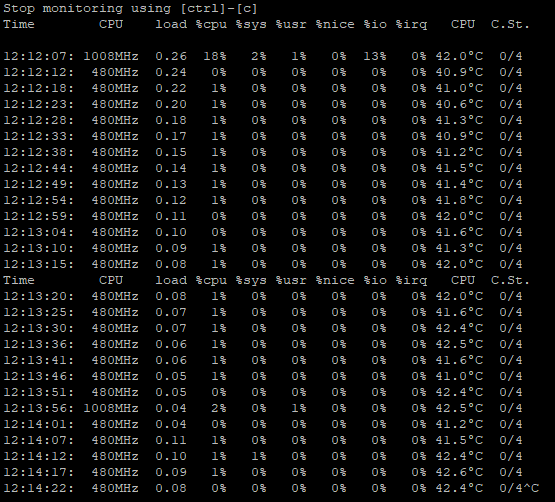 Stop monitoring using [ctrl]-[c]
Time        CPU    load %cpu %sys %usr %nice %io %irq   CPU  C.St.
12:12:07: 1008MHz  0.26  18%   2%   1%   0%  13%   0% 42.0°C  0/4
12:12:12:  480MHz  0.24   0%   0%   0%   0%   0%   0% 40.9°C  0/4
12:12:18:  480MHz  0.22   1%   0%   0%   0%   0%   0% 41.0°C  0/4
12:12:23:  480MHz  0.20   1%   0%   0%   0%   0%   0% 40.6°C  0/4
12:12:28:  480MHz  0.18   1%   0%   0%   0%   0%   0% 41.3°C  0/4
12:12:33:  480MHz  0.17   1%   0%   0%   0%   0%   0% 40.9°C  0/4
12:12:38:  480MHz  0.15   1%   0%   0%   0%   0%   0% 41.2°C  0/4
12:12:44:  480MHz  0.14   1%   0%   0%   0%   0%   0% 41.5°C  0/4
12:12:49:  480MHz  0.13   1%   0%   0%   0%   0%   0% 41.4°C  0/4
12:12:54:  480MHz  0.12   1%   0%   0%   0%   0%   0% 41.8°C  0/4
12:12:59:  480MHz  0.11   0%   0%   0%   0%   0%   0% 42.0°C  0/4
12:13:04:  480MHz  0.10   0%   0%   0%   0%   0%   0% 41.6°C  0/4
12:13:10:  480MHz  0.09   1%   0%   0%   0%   0%   0% 41.3°C  0/4
12:13:15:  480MHz  0.08   1%   0%   0%   0%   0%   0% 42.0°C  0/4
Time        CPU    load %cpu %sys %usr %nice %io %irq   CPU  C.St.
12:13:20:  480MHz  0.08   1%   0%   0%   0%   0%   0% 42.0°C  0/4
12:13:25:  480MHz  0.07   1%   0%   0%   0%   0%   0% 41.6°C  0/4
12:13:30:  480MHz  0.07   1%   0%   0%   0%   0%   0% 42.4°C  0/4
12:13:36:  480MHz  0.06   1%   0%   0%   0%   0%   0% 42.5°C  0/4
12:13:41:  480MHz  0.06   1%   0%   0%   0%   0%   0% 41.6°C  0/4
12:13:46:  480MHz  0.05   1%   0%   0%   0%   0%   0% 41.0°C  0/4
12:13:51:  480MHz  0.05   0%   0%   0%   0%   0%   0% 42.4°C  0/4
12:13:56: 1008MHz  0.04   2%   0%   1%   0%   0%   0% 42.5°C  0/4
12:14:01:  480MHz  0.04   0%   0%   0%   0%   0%   0% 41.2°C  0/4
12:14:07:  480MHz  0.11   1%   0%   0%   0%   0%   0% 41.5°C  0/4
12:14:12:  480MHz  0.10   1%   1%   0%   0%   0%   0% 42.4°C  0/4
12:14:17:  480MHz  0.09   1%   0%   0%   0%   0%   0% 42.6°C  0/4
12:14:22:  480MHz  0.08   0%   0%   0%   0%   0%   0% 42.4°C  0/4^C